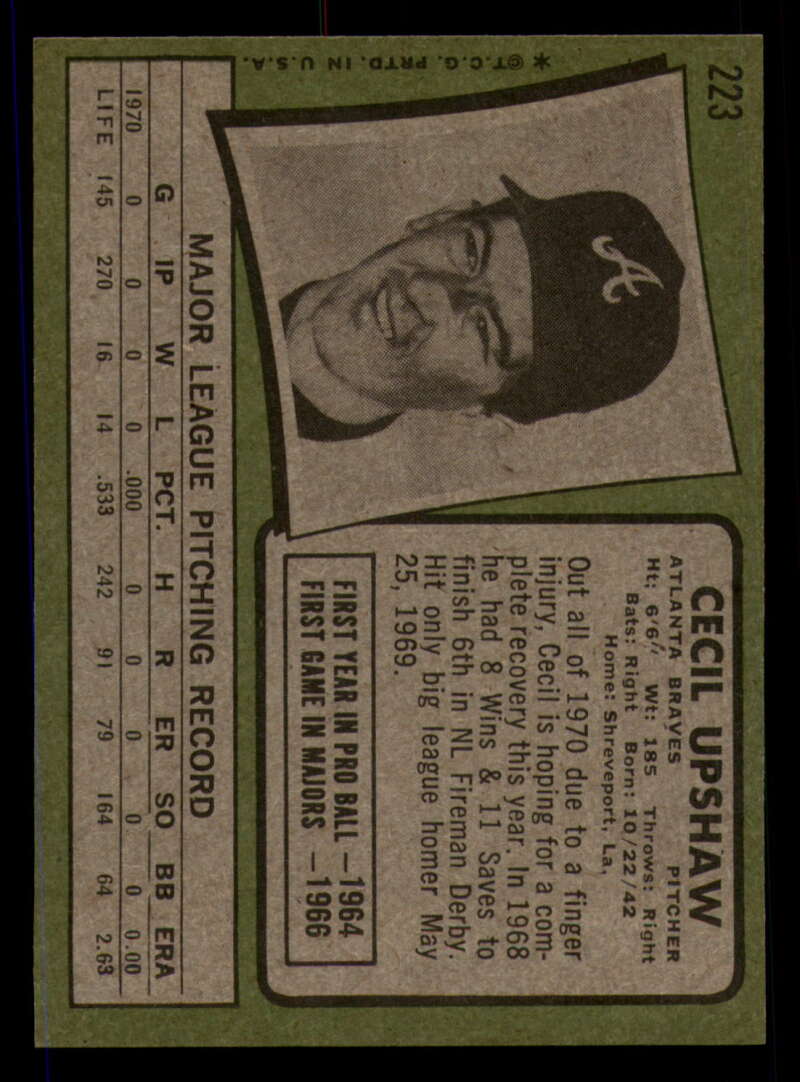 223
✶ ©T.C.G. PRTD. IN U.S.A.
A
CECIL UPSHAW
ATLANTA BRAVES PITCHER
Ht: 6'6" Wt: 185 Throws: Right
Bats: Right Born: 10/22/42
Home: Shreveport, La.
Out all of 1970 due to a finger
injury, Cecil is hoping for a com-
plete recovery this year. In 1968
he had 8 Wins & 11 Saves to
finish 6th in NL Fireman Derby.
Hit only big league homer May
25, 1969.
FIRST YEAR IN PRO BALL —1964
FIRST GAME IN MAJORS —1966
MAJOR LEAGUE PITCHING RECORD
G IP W L PCT. H R ER SO BB ERA
1970 0 0 0 0 .000 0 0 0 0 0 0.00
LIFE 145 270 16 14 .533 242 91 79 164 64 2.63